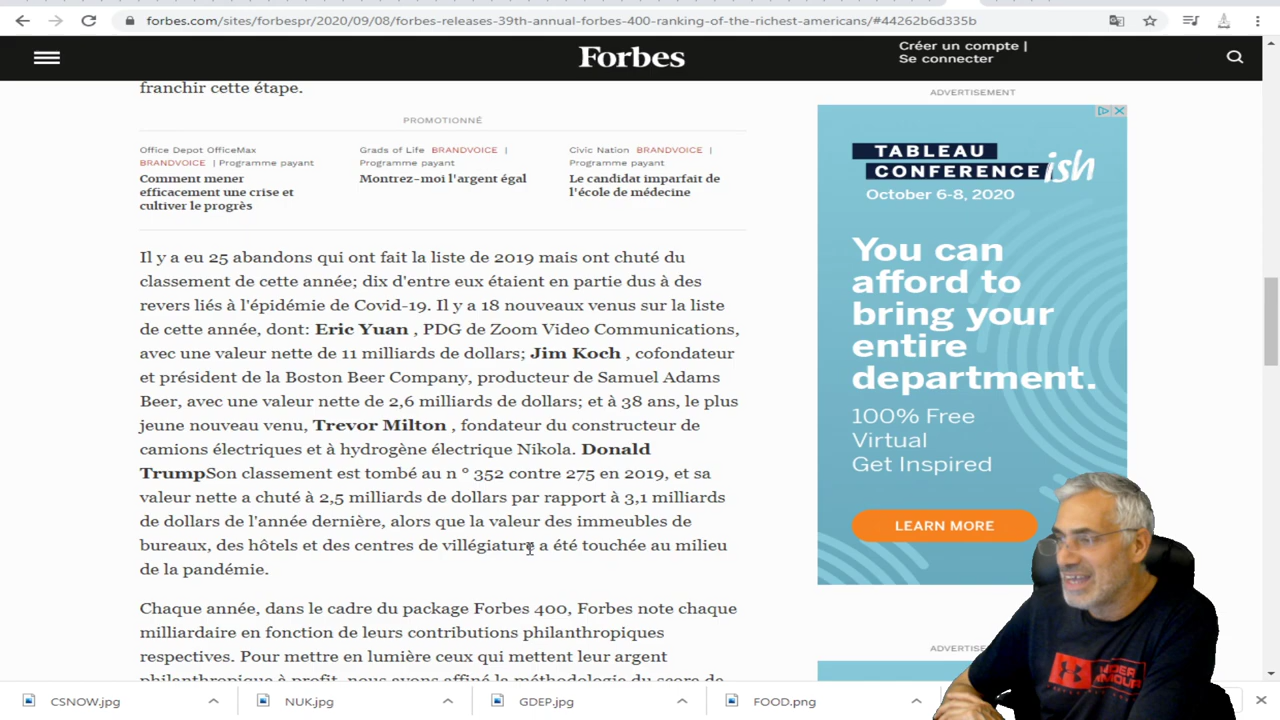 forbes.com/sites/forbespr/2020/09/08/forbes-releases-39th-annual-forbes-400-ranking-of-the-richest-americans/#44262b6d335b
Forbes
Créer un compte |
Se connecter
franchir cette étape.
PROMOTIONNÉ
Office Depot OfficeMax
BRANDVOICE | Programme payant
Comment mener
efficacement une crise et
cultiver le progrès
Grads of Life BRANDVOICE |
Programme payant
Montrez-moi l'argent égal
Civic Nation BRANDVOICE |
Programme payant
Le candidat imparfait de
l'école de médecine
Il y a eu 25 abandons qui ont fait la liste de 2019 mais ont chuté du
classement de cette année; dix d'entre eux étaient en partie dus à des
revers liés à l'épidémie de Covid-19. Il y a 18 nouveaux venus sur la liste
de cette année, dont: Eric Yuan , PDG de Zoom Video Communications,
avec une valeur nette de 11 milliards de dollars; Jim Koch , cofondateur
et président de la Boston Beer Company, producteur de Samuel Adams
Beer, avec une valeur nette de 2,6 milliards de dollars; et à 38 ans, le plus
jeune nouveau venu, Trevor Milton , fondateur du constructeur de
camions électriques et à hydrogène électrique Nikola. Donald
TrumpSon classement est tombé au n ° 352 contre 275 en 2019, et sa
valeur nette a chuté à 2,5 milliards de dollars par rapport à 3,1 milliards
de dollars de l'année dernière, alors que la valeur des immeubles de
bureaux, des hôtels et des centres de villégiature a été touchée au milieu
de la pandémie.
Chaque année, dans le cadre du package Forbes 400, Forbes note chaque
milliardaire en fonction de leurs contributions philanthropiques
respectives. Pour mettre en lumière ceux qui mettent leur argent
philanthropique à profit, nous avons affiné la méthodologie du score de
ADVERTISEMENT
TABLEAU
CONFERENCE ish
October 6-8, 2020
You can
afford to
bring your
entire
department.
100% Free
Virtual
Get Inspired
LEARN MORE
UNDER
ARMOUR
CSNOW.jpg
NUK.jpg
GDEP.jpg
FOOD.png